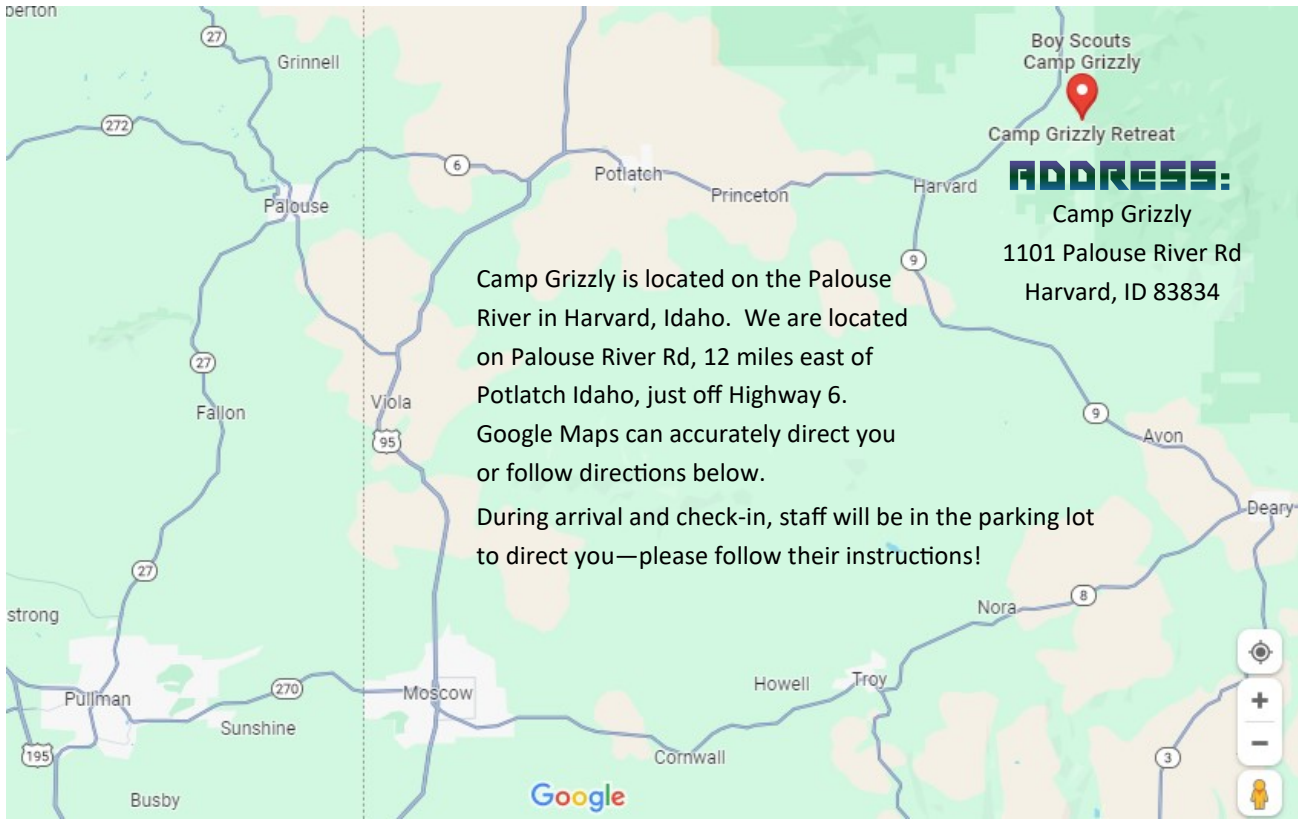 berton
27
27
Grinnell
Boy Scouts
Camp Grizzly
Camp Grizzly Retreat
272
6
Potlatch
Princeton
Harvard
Palouse
ADDRESS:
Camp Grizzly
1101 Palouse River Rd
Harvard, ID 83834
9
Camp Grizzly is located on the Palouse
River in Harvard, Idaho.  We are located
on Palouse River Rd, 12 miles east of
Potlatch Idaho, just off Highway 6.
Google Maps can accurately direct you
or follow directions below.
During arrival and check-in, staff will be in the parking lot
to direct you—please follow their instructions!
27
Fallon
Viola
95
9
Avon
Deary
27
strong
Nora
8
Pullman
270
Moscow
Howell
Troy
Sunshine
195
Cornwall
3
Busby
Google
+
−